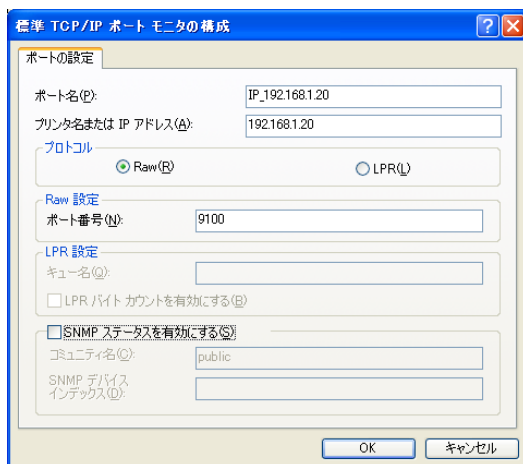 標準 TCP/IP ポート モニタの構成
ポートの設定
ポート名(P): IP_192.168.1.20
プリンタ名または IP アドレス(A): 192.168.1.20
プロトコル
Raw(R) LPR(L)
Raw 設定
ポート番号(N): 9100
LPR 設定
キュー名(Q):
LPR バイト カウントを有効にする(B)
SNMP ステータスを有効にする(S)
コミュニティ名(C): public
SNMP デバイス
インデックス(D):
OK キャンセル